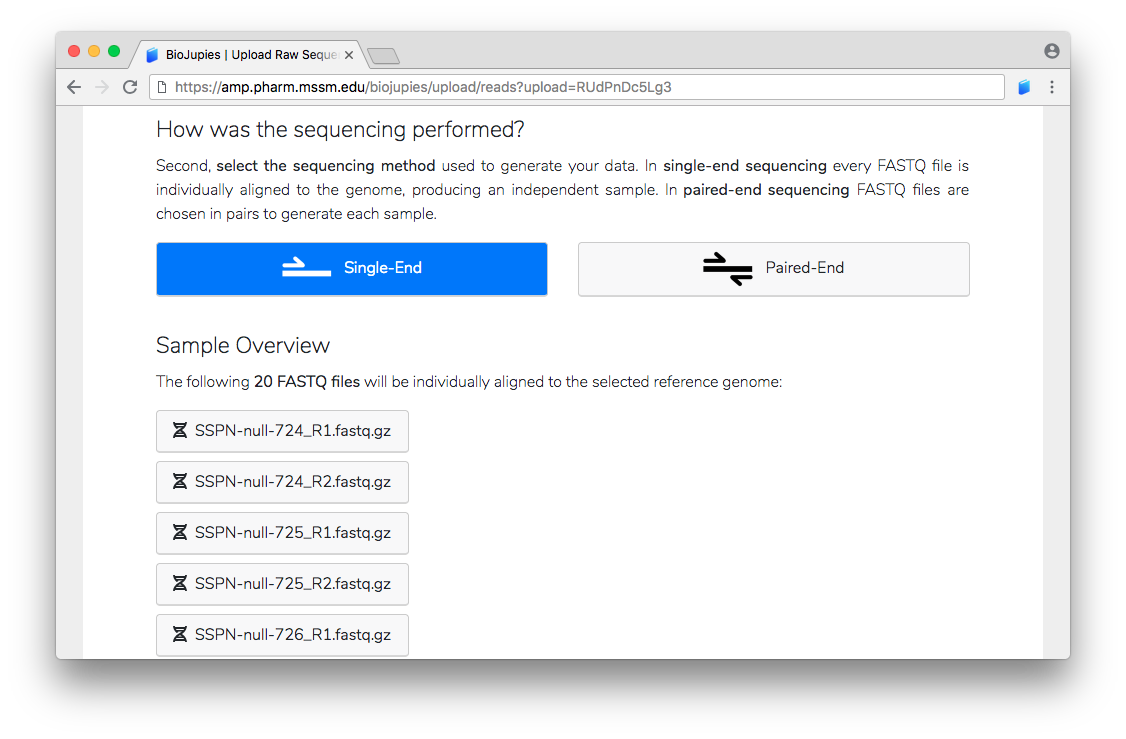 BioJupies | Upload Raw Seque
https://amp.pharm.mssm.edu/biojupies/upload/reads?upload=RUdPnDc5Lg3
How was the sequencing performed?
Second, select the sequencing method used to generate your data. In single-end sequencing every FASTQ file is
individually aligned to the genome, producing an independent sample. In paired-end sequencing FASTQ files are
chosen in pairs to generate each sample.
Single-End
Paired-End
Sample Overview
The following 20 FASTQ files will be individually aligned to the selected reference genome:
SSPN-null-724_R1.fastq.gz
SSPN-null-724_R2.fastq.gz
SSPN-null-725_R1.fastq.gz
SSPN-null-725_R2.fastq.gz
SSPN-null-726_R1.fastq.gz